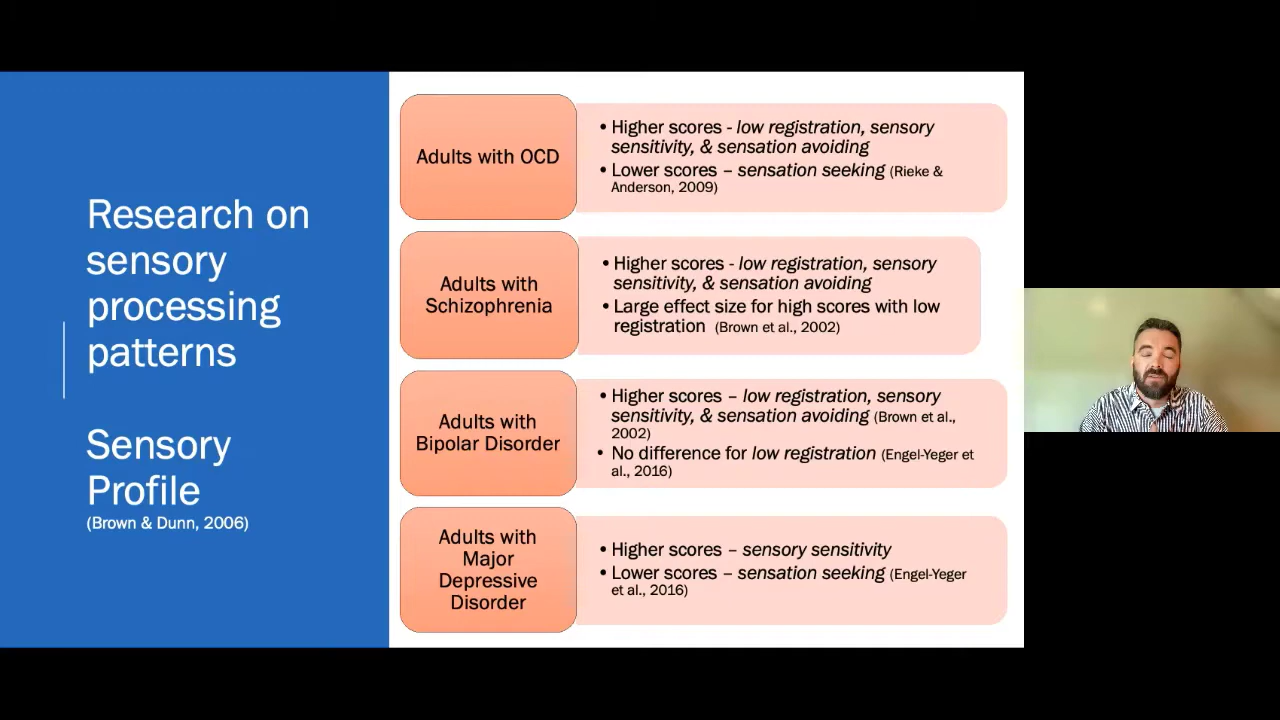 Research on
sensory
processing
patterns
Sensory
Profile
(Brown & Dunn, 2006)
Adults with OCD
• Higher scores - low registration, sensory
sensitivity, & sensation avoiding
• Lower scores – sensation seeking (Rieke &
Anderson, 2009)
Adults with
Schizophrenia
• Higher scores - low registration, sensory
sensitivity, & sensation avoiding
• Large effect size for high scores with low
registration (Brown et al., 2002)
Adults with
Bipolar Disorder
• Higher scores – low registration, sensory
sensitivity, & sensation avoiding (Brown et al.,
2002)
• No difference for low registration (Engel-Yeger et
al., 2016)
Adults with
Major
Depressive
Disorder
• Higher scores – sensory sensitivity
• Lower scores – sensation seeking (Engel-Yeger
et al., 2016)